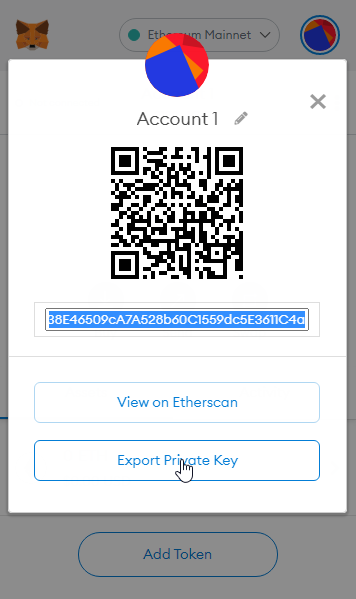 Ethereum Mainnet
Account 1
38E46509cA7A528b60C1559dc5E3611C4a
View on Etherscan
Export Private Key
Add Token